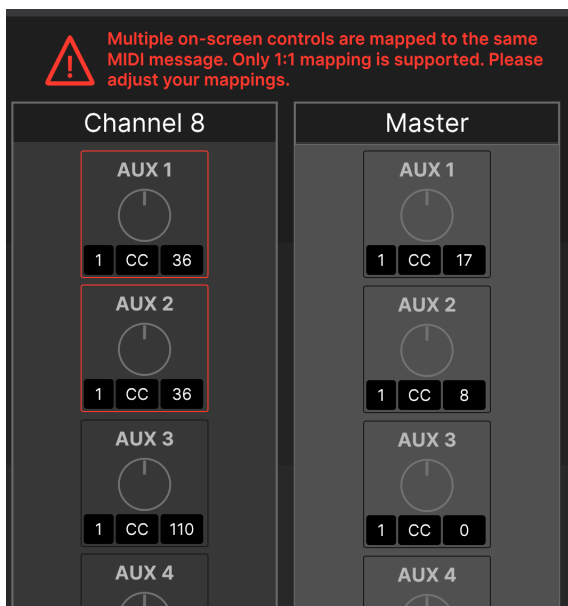 Multiple on-screen controls are mapped to the same
MIDI message. Only 1:1 mapping is supported. Please
adjust your mappings.
Channel 8
AUX 1
1 CC 36
AUX 2
1 CC 36
AUX 3
1 CC 110
AUX 4
Master
AUX 1
1 CC 17
AUX 2
1 CC 8
AUX 3
1 CC 0
AUX 4